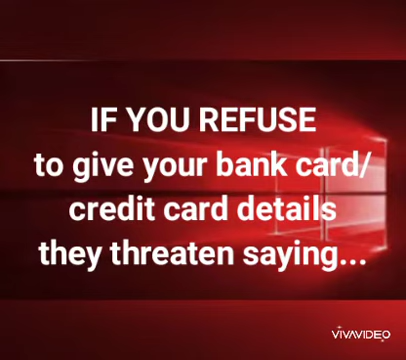 IF YOU REFUSE
to give your bank card/
credit card details
they threaten saying...
VIVAVIDEO